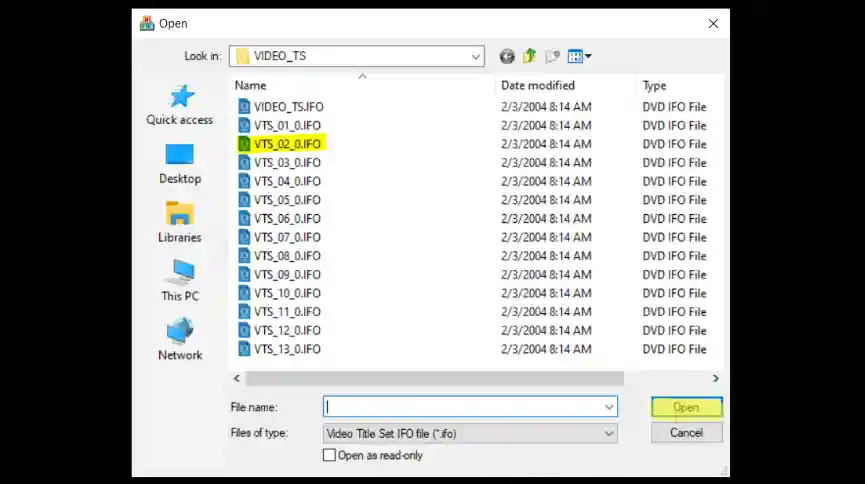 Open
Look in: VIDEO_TS
Name Date modified Type
Quick access
Desktop
Libraries
This PC
Network
VIDEO_TS.IFO 2/3/2004 8:14 AM DVD IFO File
VTS_01_0.IFO 2/3/2004 8:14 AM DVD IFO File
VTS_02_0.IFO 2/3/2004 8:14 AM DVD IFO File
VTS_03_0.IFO 2/3/2004 8:14 AM DVD IFO File
VTS_04_0.IFO 2/3/2004 8:14 AM DVD IFO File
VTS_05_0.IFO 2/3/2004 8:14 AM DVD IFO File
VTS_06_0.IFO 2/3/2004 8:14 AM DVD IFO File
VTS_07_0.IFO 2/3/2004 8:14 AM DVD IFO File
VTS_08_0.IFO 2/3/2004 8:14 AM DVD IFO File
VTS_09_0.IFO 2/3/2004 8:14 AM DVD IFO File
VTS_10_0.IFO 2/3/2004 8:14 AM DVD IFO File
VTS_11_0.IFO 2/3/2004 8:14 AM DVD IFO File
VTS_12_0.IFO 2/3/2004 8:14 AM DVD IFO File
VTS_13_0.IFO 2/3/2004 8:14 AM DVD IFO File
File name: Open
Files of type: Video Title Set IFO file (*.ifo) Cancel
Open as read-only